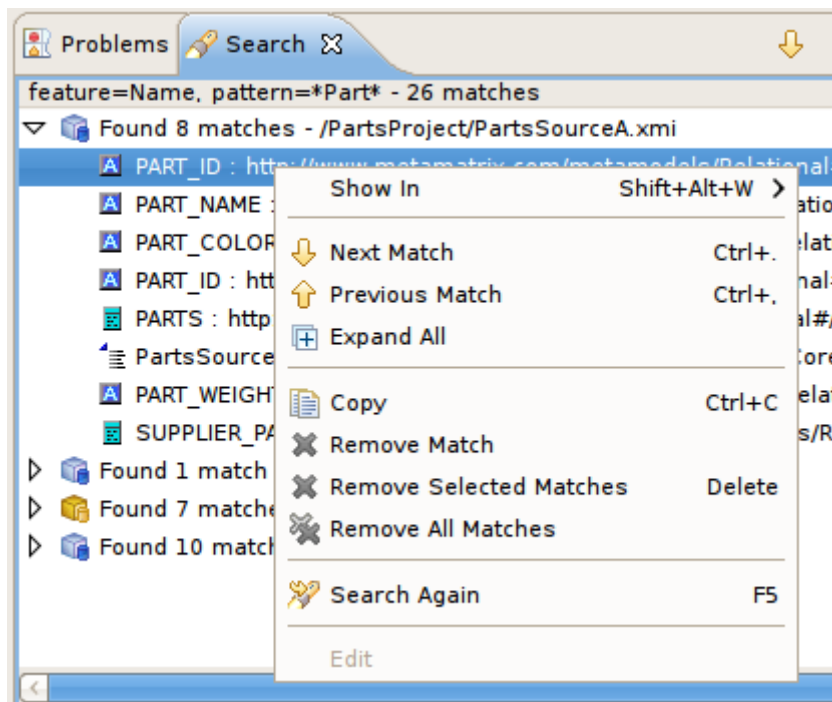 Problems Search
feature=Name, pattern=*Part* - 26 matches
Found 8 matches - /PartsProject/PartsSourceA.xmi
PART_ID : http://www.metamatrix.com/metamodels/Relational#
PART_NAME :
PART_COLOR
PART_ID : htt
PARTS : http
PartsSource
PART_WEIGHT
SUPPLIER_PA
Found 1 match
Found 7 matche
Found 10 match
Show In Shift+Alt+W
Next Match Ctrl+.
Previous Match Ctrl+,
Expand All
Copy Ctrl+C
Remove Match
Remove Selected Matches Delete
Remove All Matches
Search Again F5
Edit